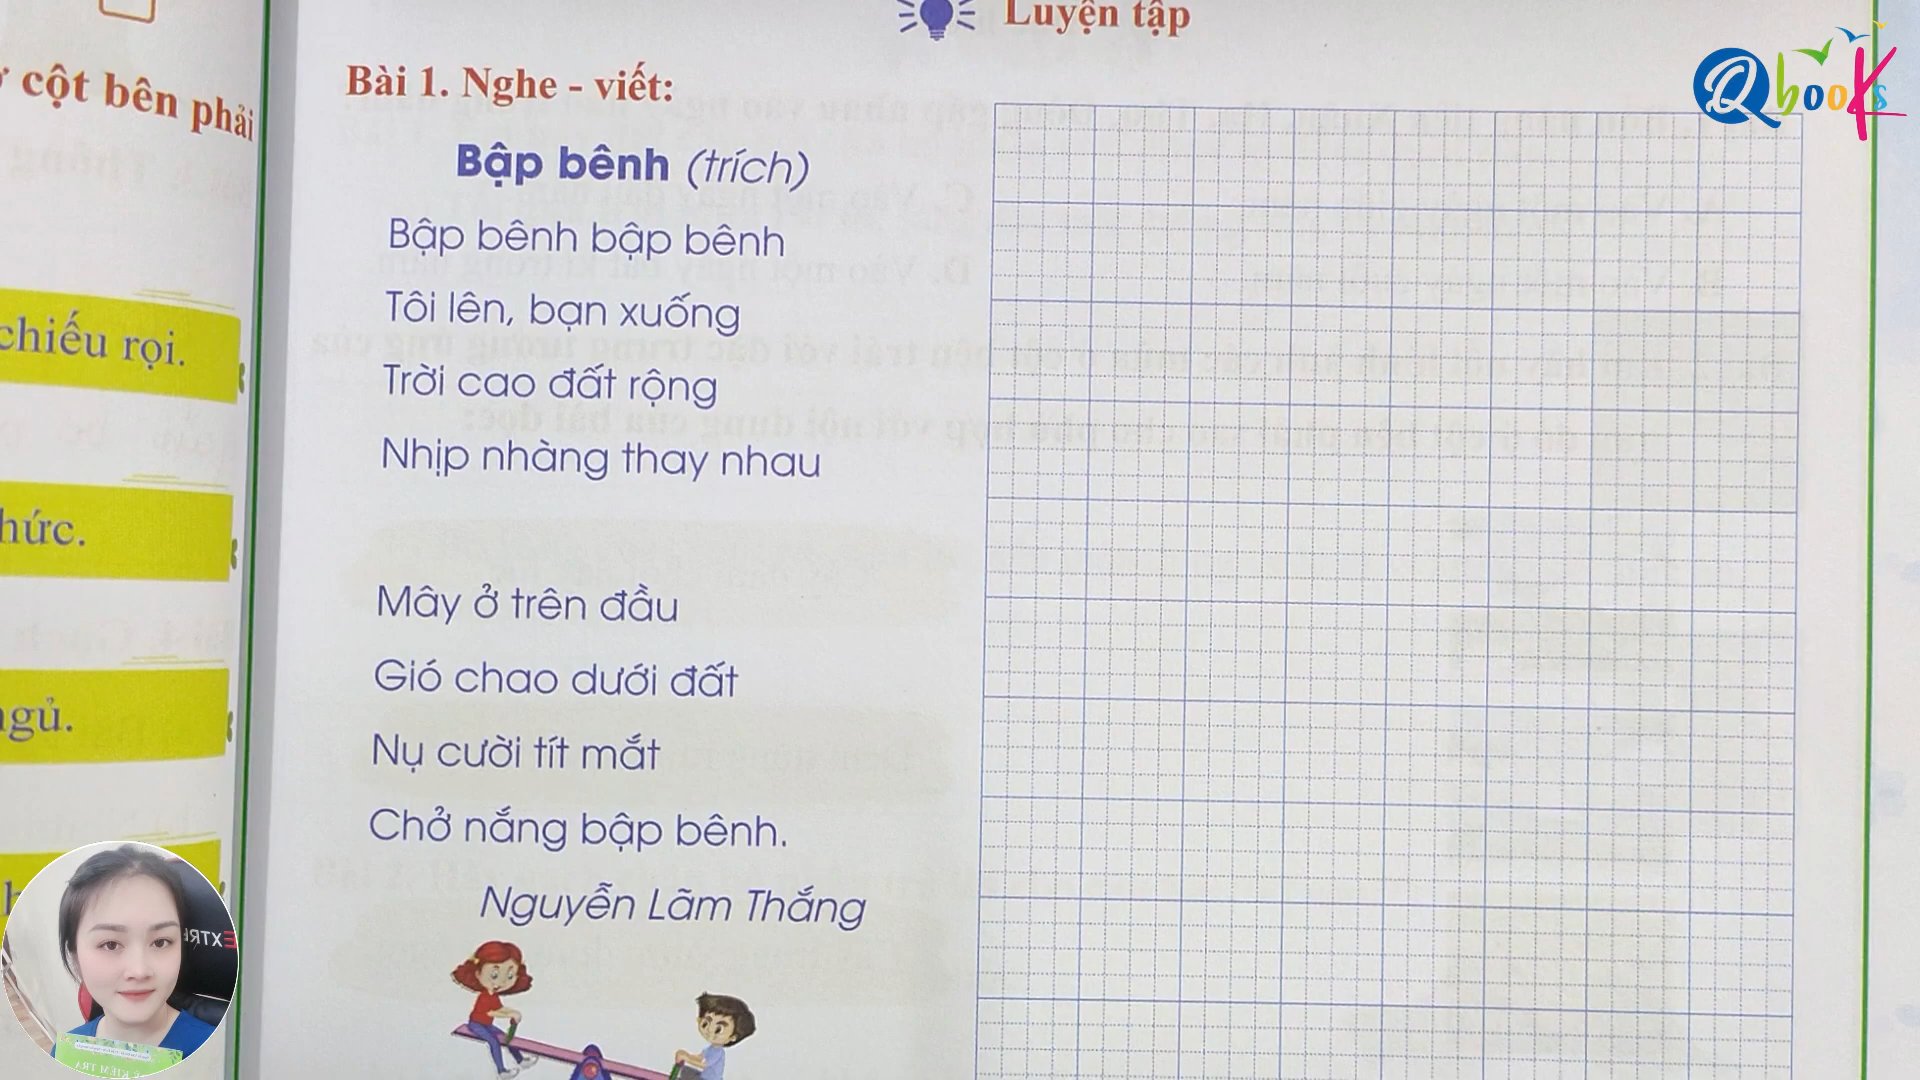 Luyện tập
Qbooks
cột bên phải
Bài 1. Nghe - viết:
Bập bênh (trích)
Bập bênh bập bênh
Tôi lên, bạn xuống
Trời cao đất rộng
Nhịp nhàng thay nhau
Mây ở trên đầu
Gió chao dưới đất
Nụ cười tít mắt
Chở nắng bập bênh.
Nguyễn Lãm Thắng
chiếu rọi.
hức.
ngủ.